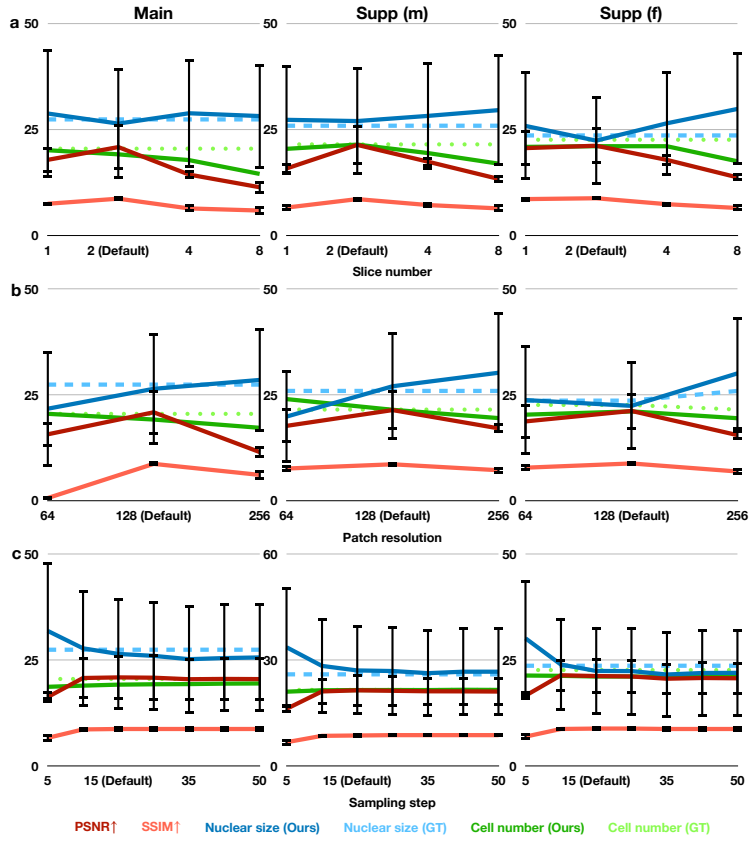 Main Supp (m) Supp (f)
a 50 50 50
25 25 25
0 0 0
1 2 (Default) 4 8 1 2 (Default) 4 8 1 2 (Default) 4 8
Slice number
b 50 50 50
25 25 25
0 0 0
64 128 (Default) 256 64 128 (Default) 256 64 128 (Default) 256
Patch resolution
c 50 60 50
25 30 25
0 0 0
5 15 (Default) 35 50 5 15 (Default) 35 50 5 15 (Default) 35 50
Sampling step
PSNR↑ SSIM↑ Nuclear size (Ours) Nuclear size (GT) Cell number (Ours) Cell number (GT)